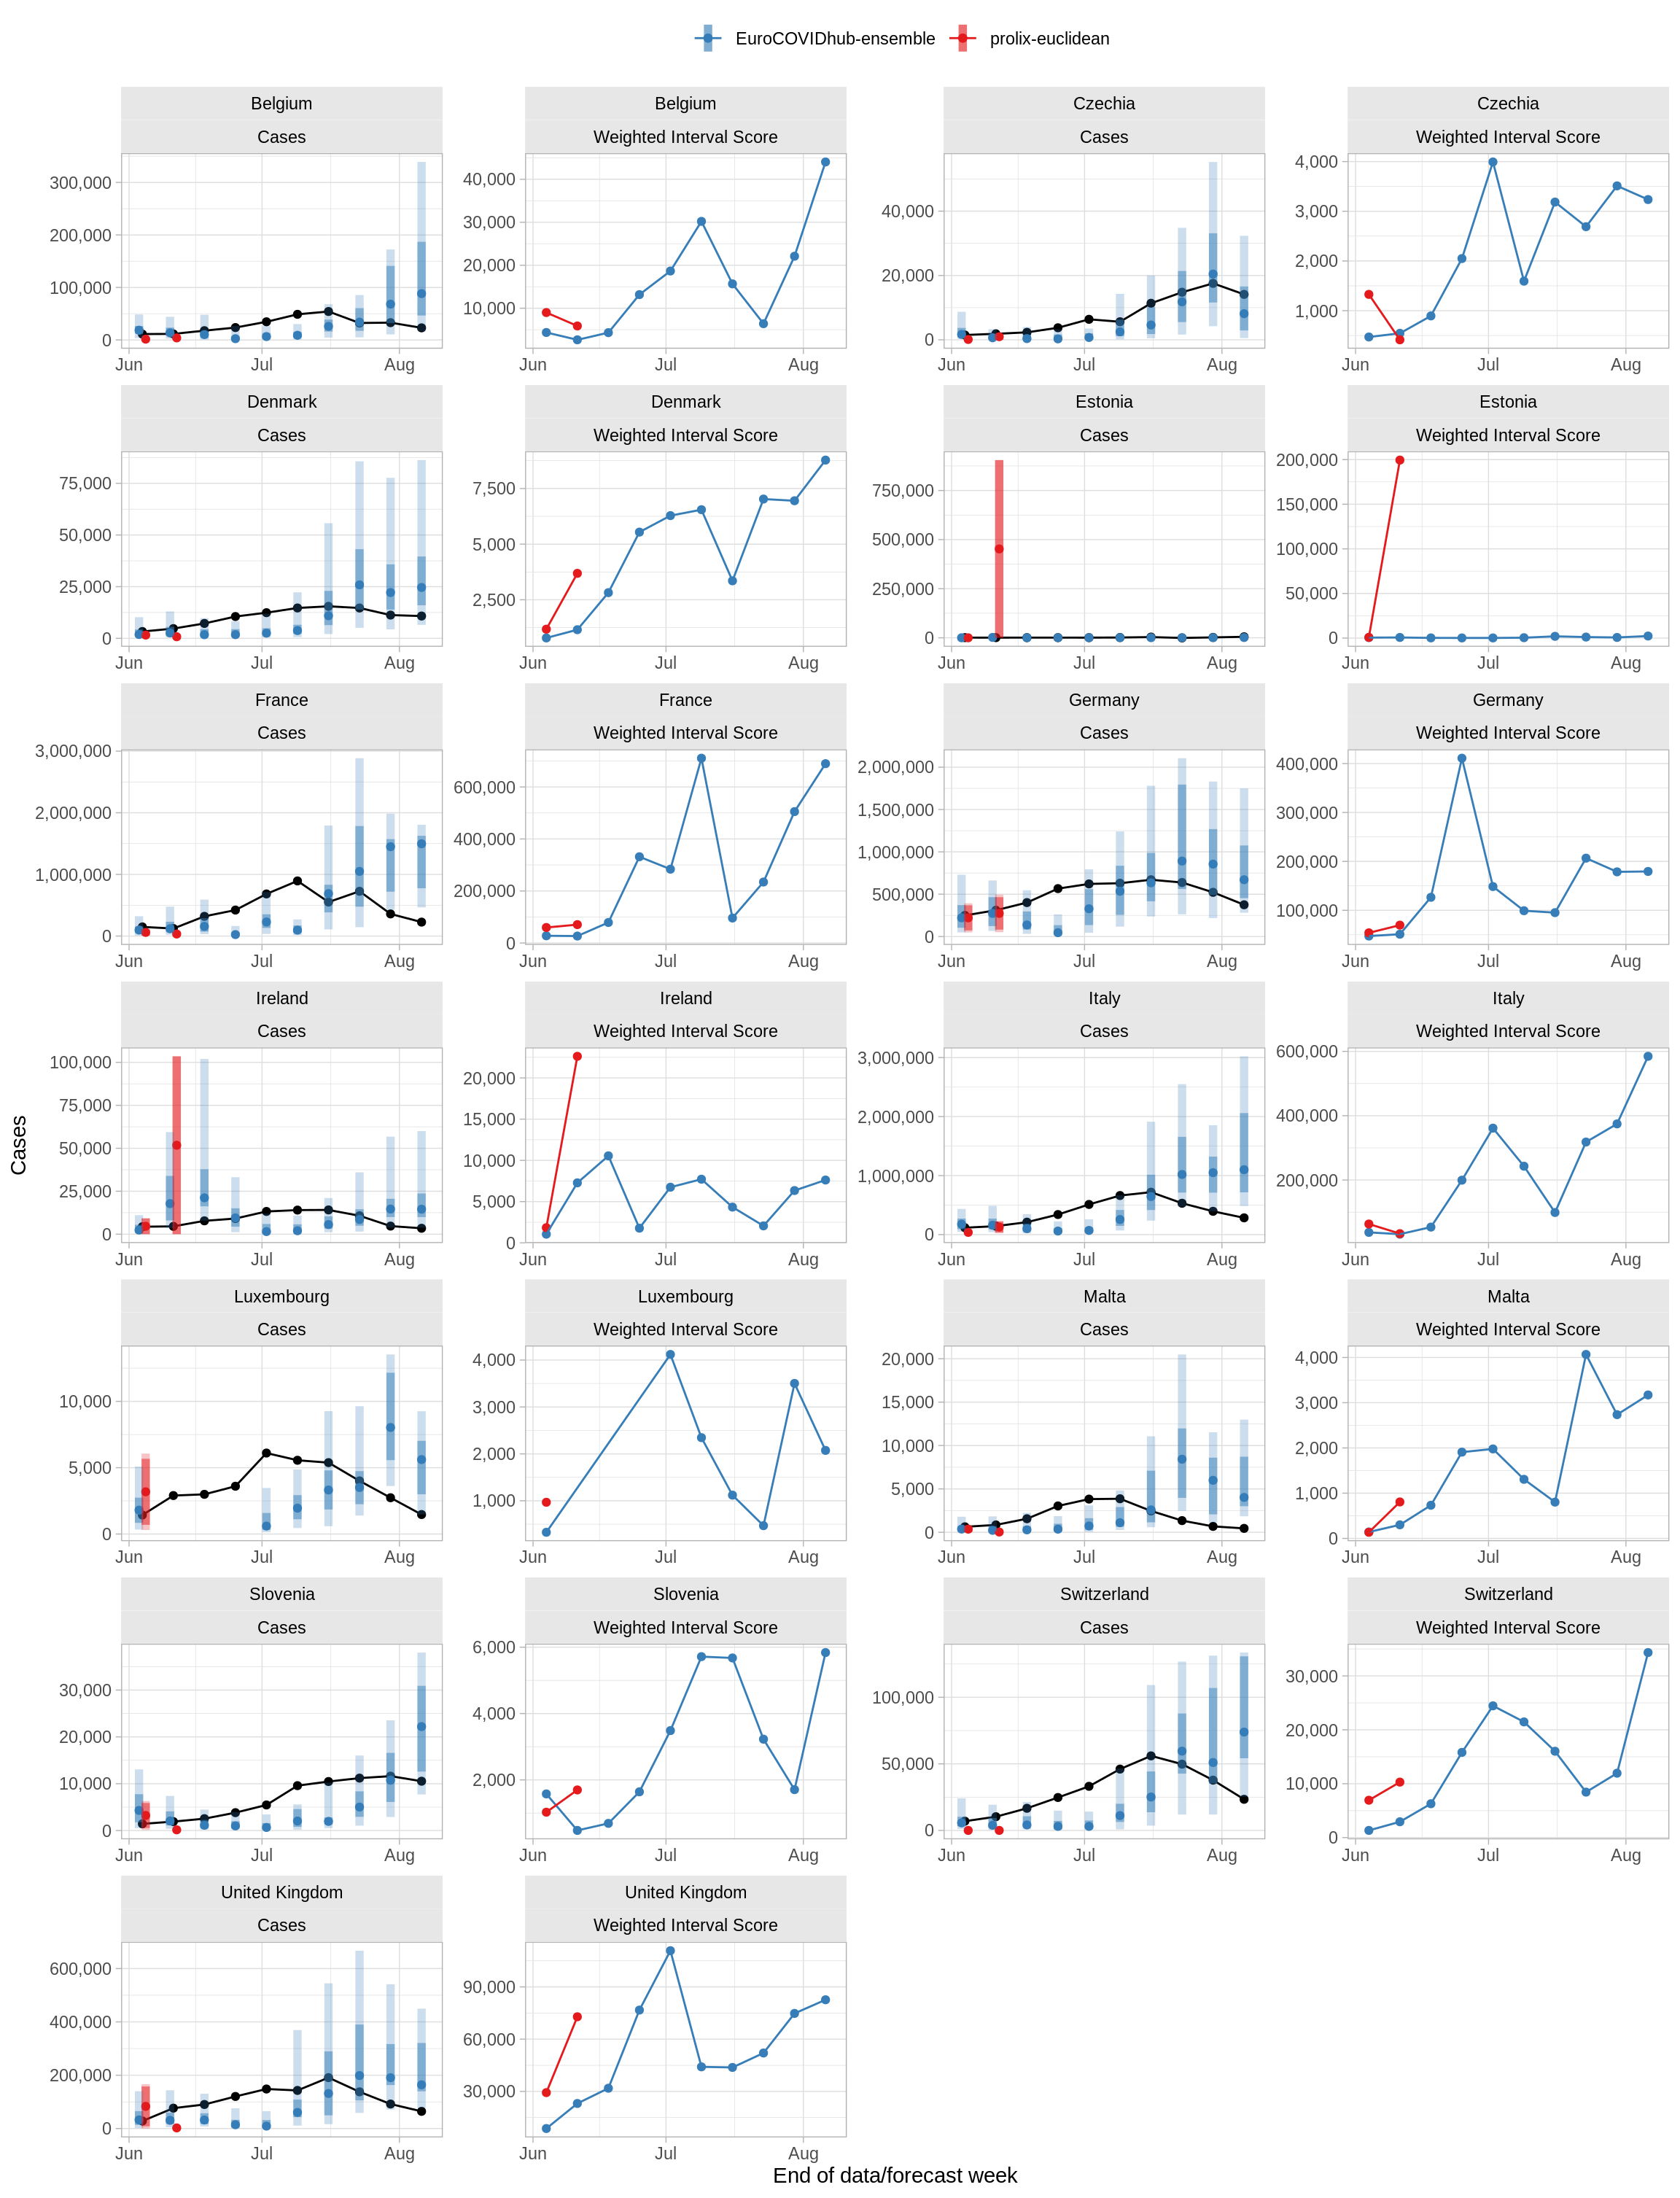 EuroCOVIDhub-ensemble prolix-euclidean
Belgium Belgium Czechia Czechia
Cases Weighted Interval Score Cases Weighted Interval Score
300,000 40,000 40,000 4,000
200,000 30,000 20,000 3,000
100,000 20,000 0 2,000
0 10,000 1,000
Jun Jul Aug Jun Jul Aug Jun Jul Aug Jun Jul Aug
Denmark Denmark Estonia Estonia
Cases Weighted Interval Score Cases Weighted Interval Score
75,000 7,500 750,000 200,000
50,000 5,000 500,000 150,000
25,000 2,500 250,000 100,000
0 0 50,000
0
Jun Jul Aug Jun Jul Aug Jun Jul Aug Jun Jul Aug
France France Germany Germany
Cases Weighted Interval Score Cases Weighted Interval Score
3,000,000 600,000 2,000,000 400,000
2,000,000 400,000 1,500,000 300,000
1,000,000 200,000 1,000,000 200,000
0 0 500,000 100,000
0
Jun Jul Aug Jun Jul Aug Jun Jul Aug Jun Jul Aug
Ireland Ireland Italy Italy
Cases Weighted Interval Score Cases Weighted Interval Score
100,000 20,000 3,000,000 600,000
75,000 15,000 2,000,000 400,000
50,000 10,000 1,000,000 200,000
25,000 5,000 0
0 0
Jun Jul Aug Jun Jul Aug Jun Jul Aug Jun Jul Aug
Cases
Luxembourg Luxembourg Malta Malta
Cases Weighted Interval Score Cases Weighted Interval Score
10,000 4,000 20,000 4,000
5,000 3,000 15,000 3,000
0 2,000 10,000 2,000
1,000 5,000 1,000
0 0
Jun Jul Aug Jun Jul Aug Jun Jul Aug Jun Jul Aug
Slovenia Slovenia Switzerland Switzerland
Cases Weighted Interval Score Cases Weighted Interval Score
30,000 6,000 100,000 30,000
20,000 4,000 50,000 20,000
10,000 2,000 0 10,000
0 0
Jun Jul Aug Jun Jul Aug Jun Jul Aug Jun Jul Aug
United Kingdom United Kingdom
Cases Weighted Interval Score
600,000 90,000
400,000 60,000
200,000 30,000
0
Jun Jul Aug Jun Jul Aug
End of data/forecast week